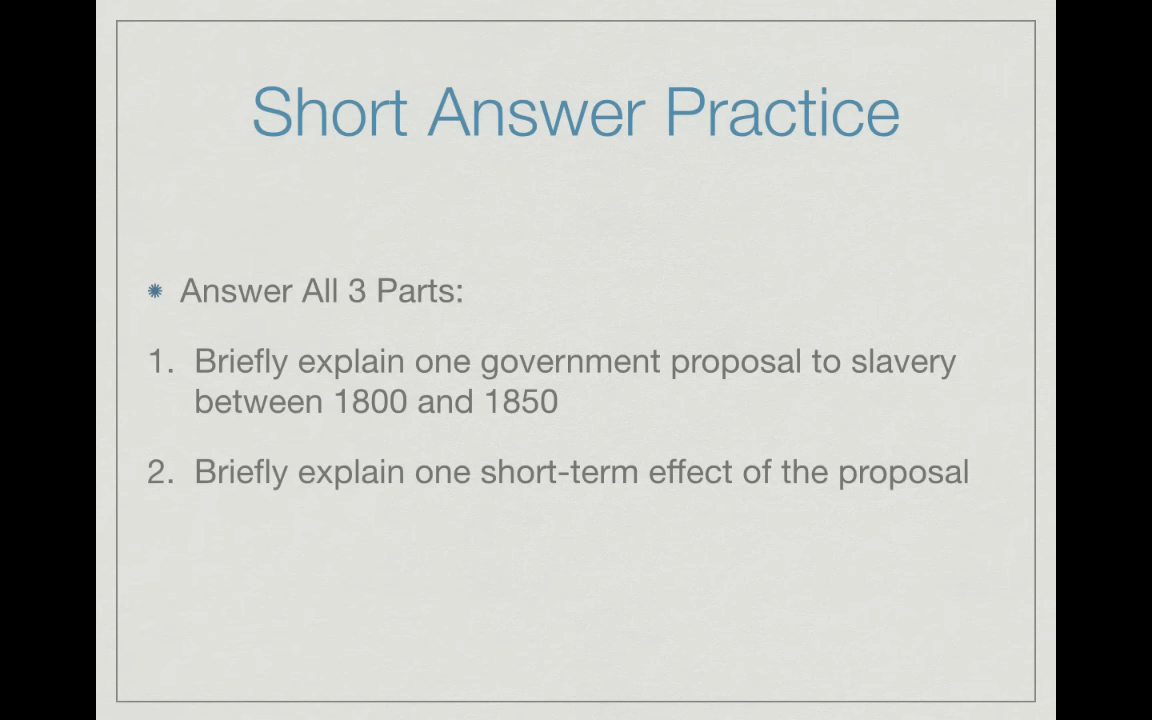 Short Answer Practice
Answer All 3 Parts:
1. Briefly explain one government proposal to slavery
between 1800 and 1850
2. Briefly explain one short-term effect of the proposal